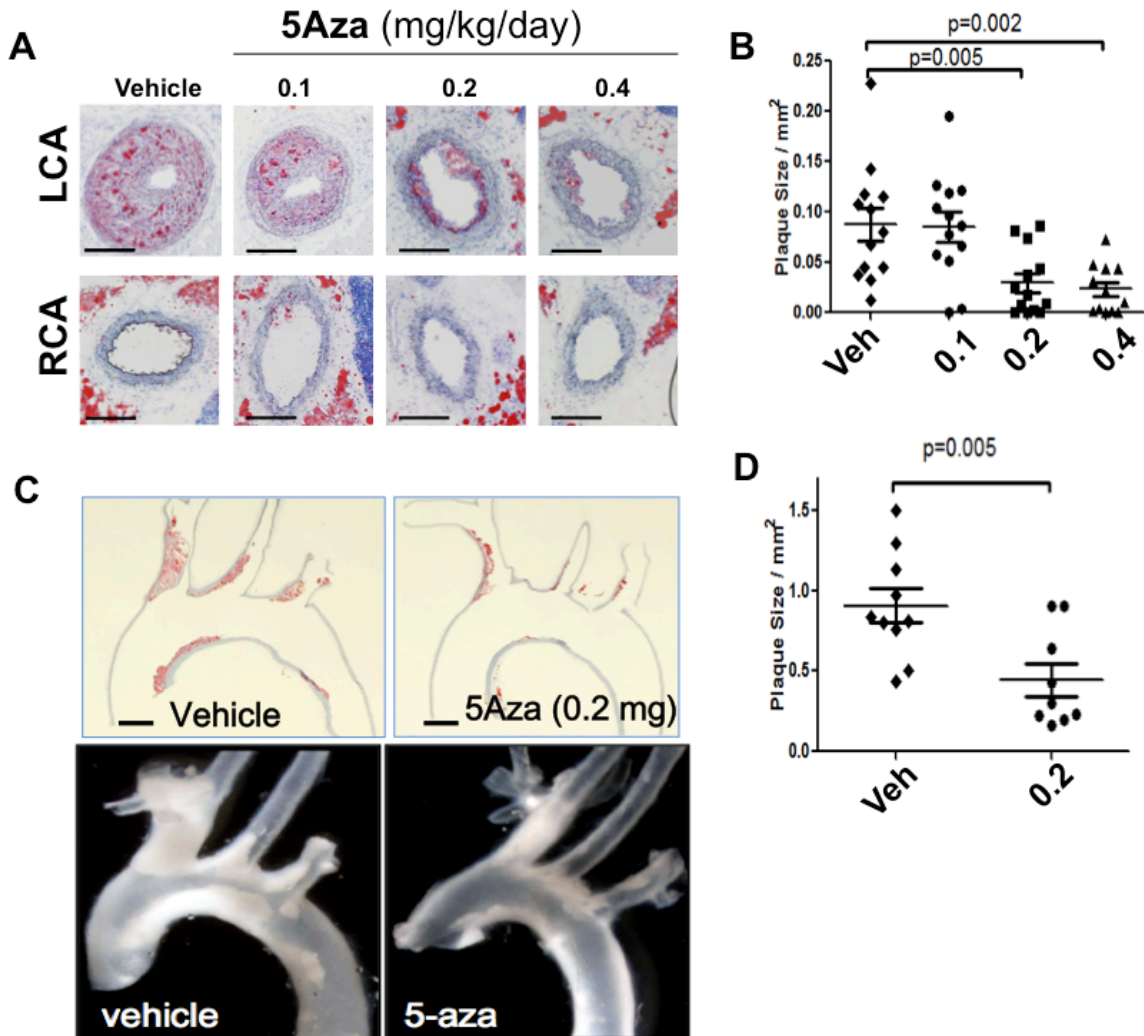 A
5Aza (mg/kg/day)
Vehicle 0.1 0.2 0.4
LCA
RCA
B
p=0.002
p=0.005
Plaque Size / mm²
0.25
0.20
0.15
0.10
0.05
0.00
Veh 0.1 0.2 0.4
C
Vehicle
5Aza (0.2 mg)
vehicle
5-aza
D
p=0.005
Plaque Size / mm²
1.5
1.0
0.5
0.0
Veh 0.2